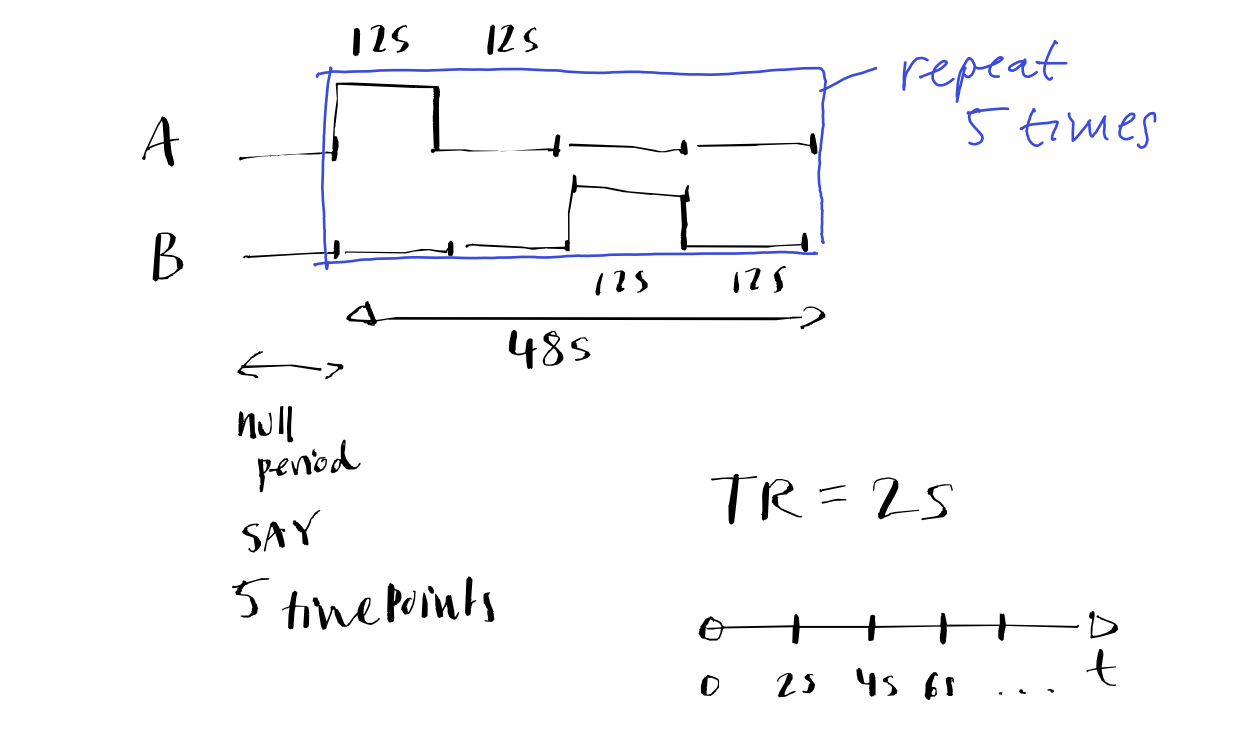 12s 12s
repeat
5 times
A
B
12s 12s
48s
null
period
SAY
5 timepoints
TR = 2s
0 2s 4s 6s ... t